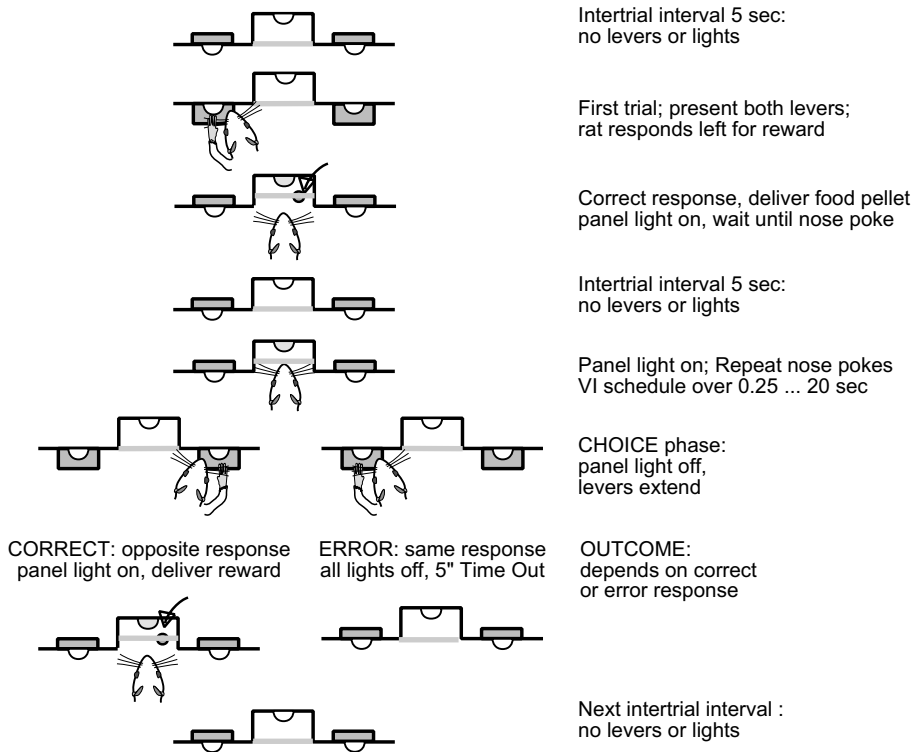 Intertrial interval 5 sec:
no levers or lights
First trial; present both levers;
rat responds left for reward
Correct response, deliver food pellet
panel light on, wait until nose poke
Intertrial interval 5 sec:
no levers or lights
Panel light on; Repeat nose pokes
VI schedule over 0.25 ... 20 sec
CHOICE phase:
panel light off,
levers extend
CORRECT: opposite response
panel light on, deliver reward
ERROR: same response
all lights off, 5" Time Out
OUTCOME:
depends on correct
or error response
Next intertrial interval :
no levers or lights